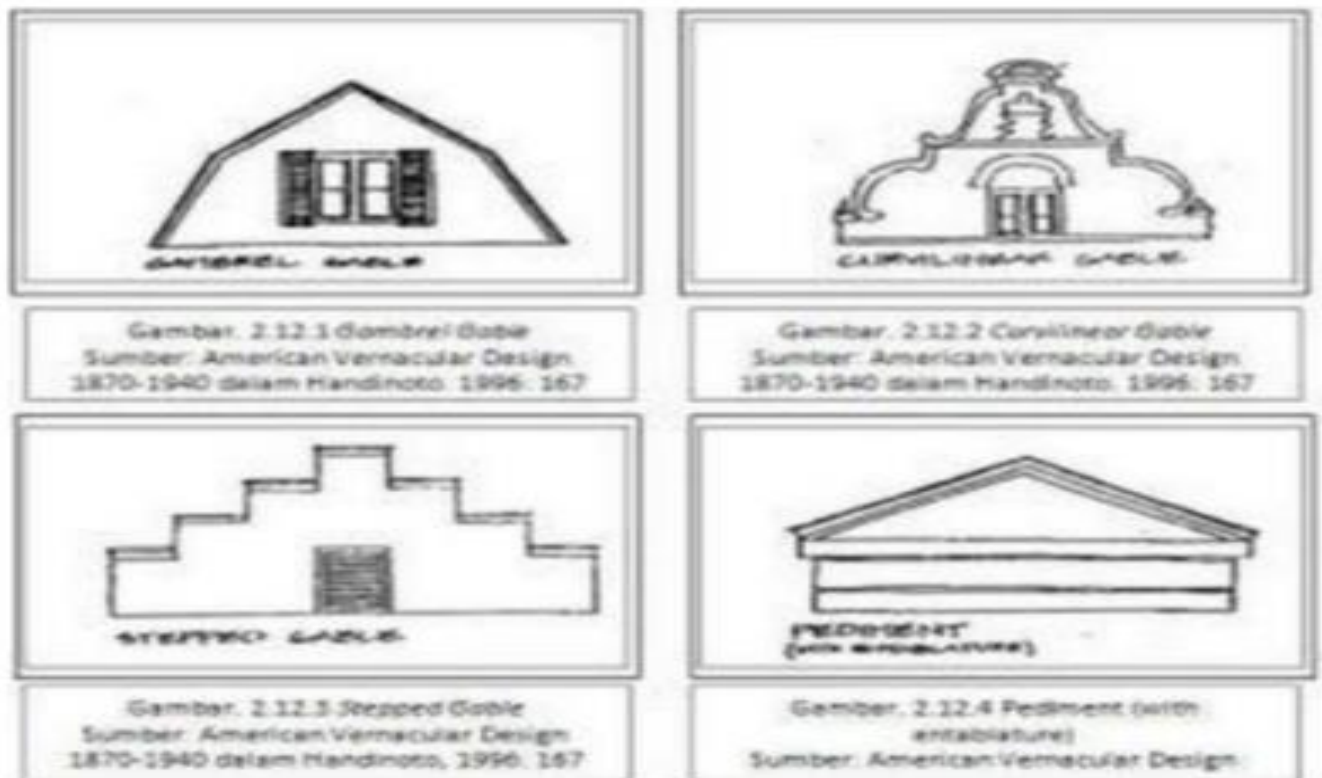 GAMBREL GABLE
CURVILINEAR GABLE
Gambar. 2.12.1 Gambrel Gable
Sumber: American Vernacular Design
1870-1940 dalam Handinoto. 1996: 167
Gambar. 2.12.2 Curvilinear Gable
Sumber: American Vernacular Design
1870-1940 dalam Handinoto. 1996: 167
STEPPED GABLE
PEDIMENT
(WITH ENTABLATURE)
Gambar. 2.12.3 Stepped Gable
Sumber: American Vernacular Design
1870-1940 dalam Handinoto, 1996: 167
Gambar. 2.12.4 Pediment (with
entablature)
Sumber: American Vernacular Design